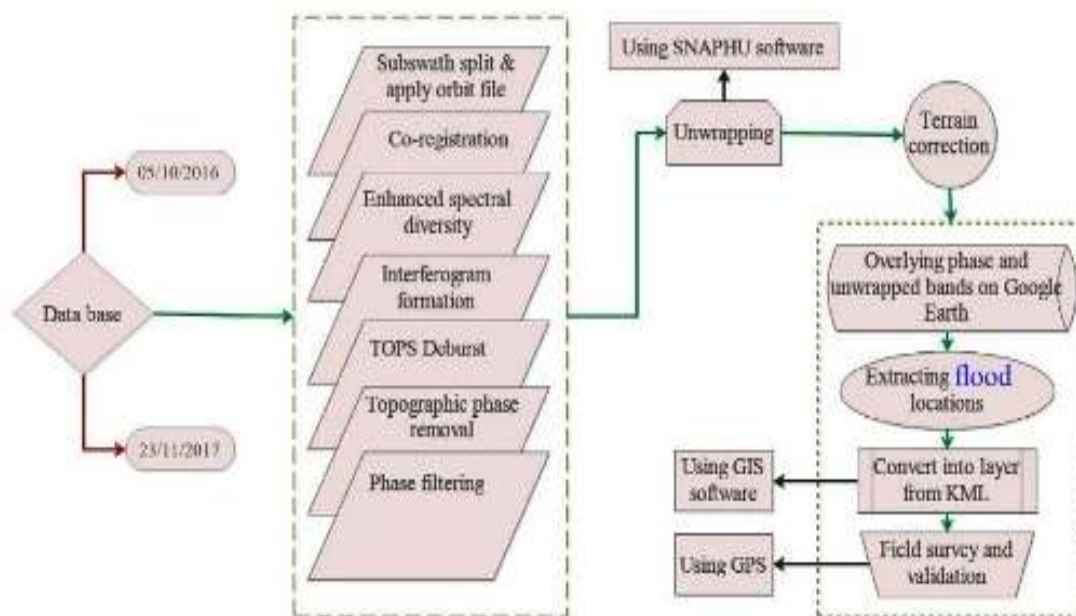 05/10/2016
Data base
23/11/2017
Subswath split &
apply orbit file
Co-registration
Enhanced spectral
diversity
Interferogram
formation
TOPS Deburst
Topographic phase
removal
Phase filtering
Using SNAPHU software
Unwrapping
Terrain
correction
Overlying phase and
unwrapped bands on Google
Earth
Extracting flood
locations
Convert into layer
from KML
Using GIS
software
Field survey and
validation
Using GPS